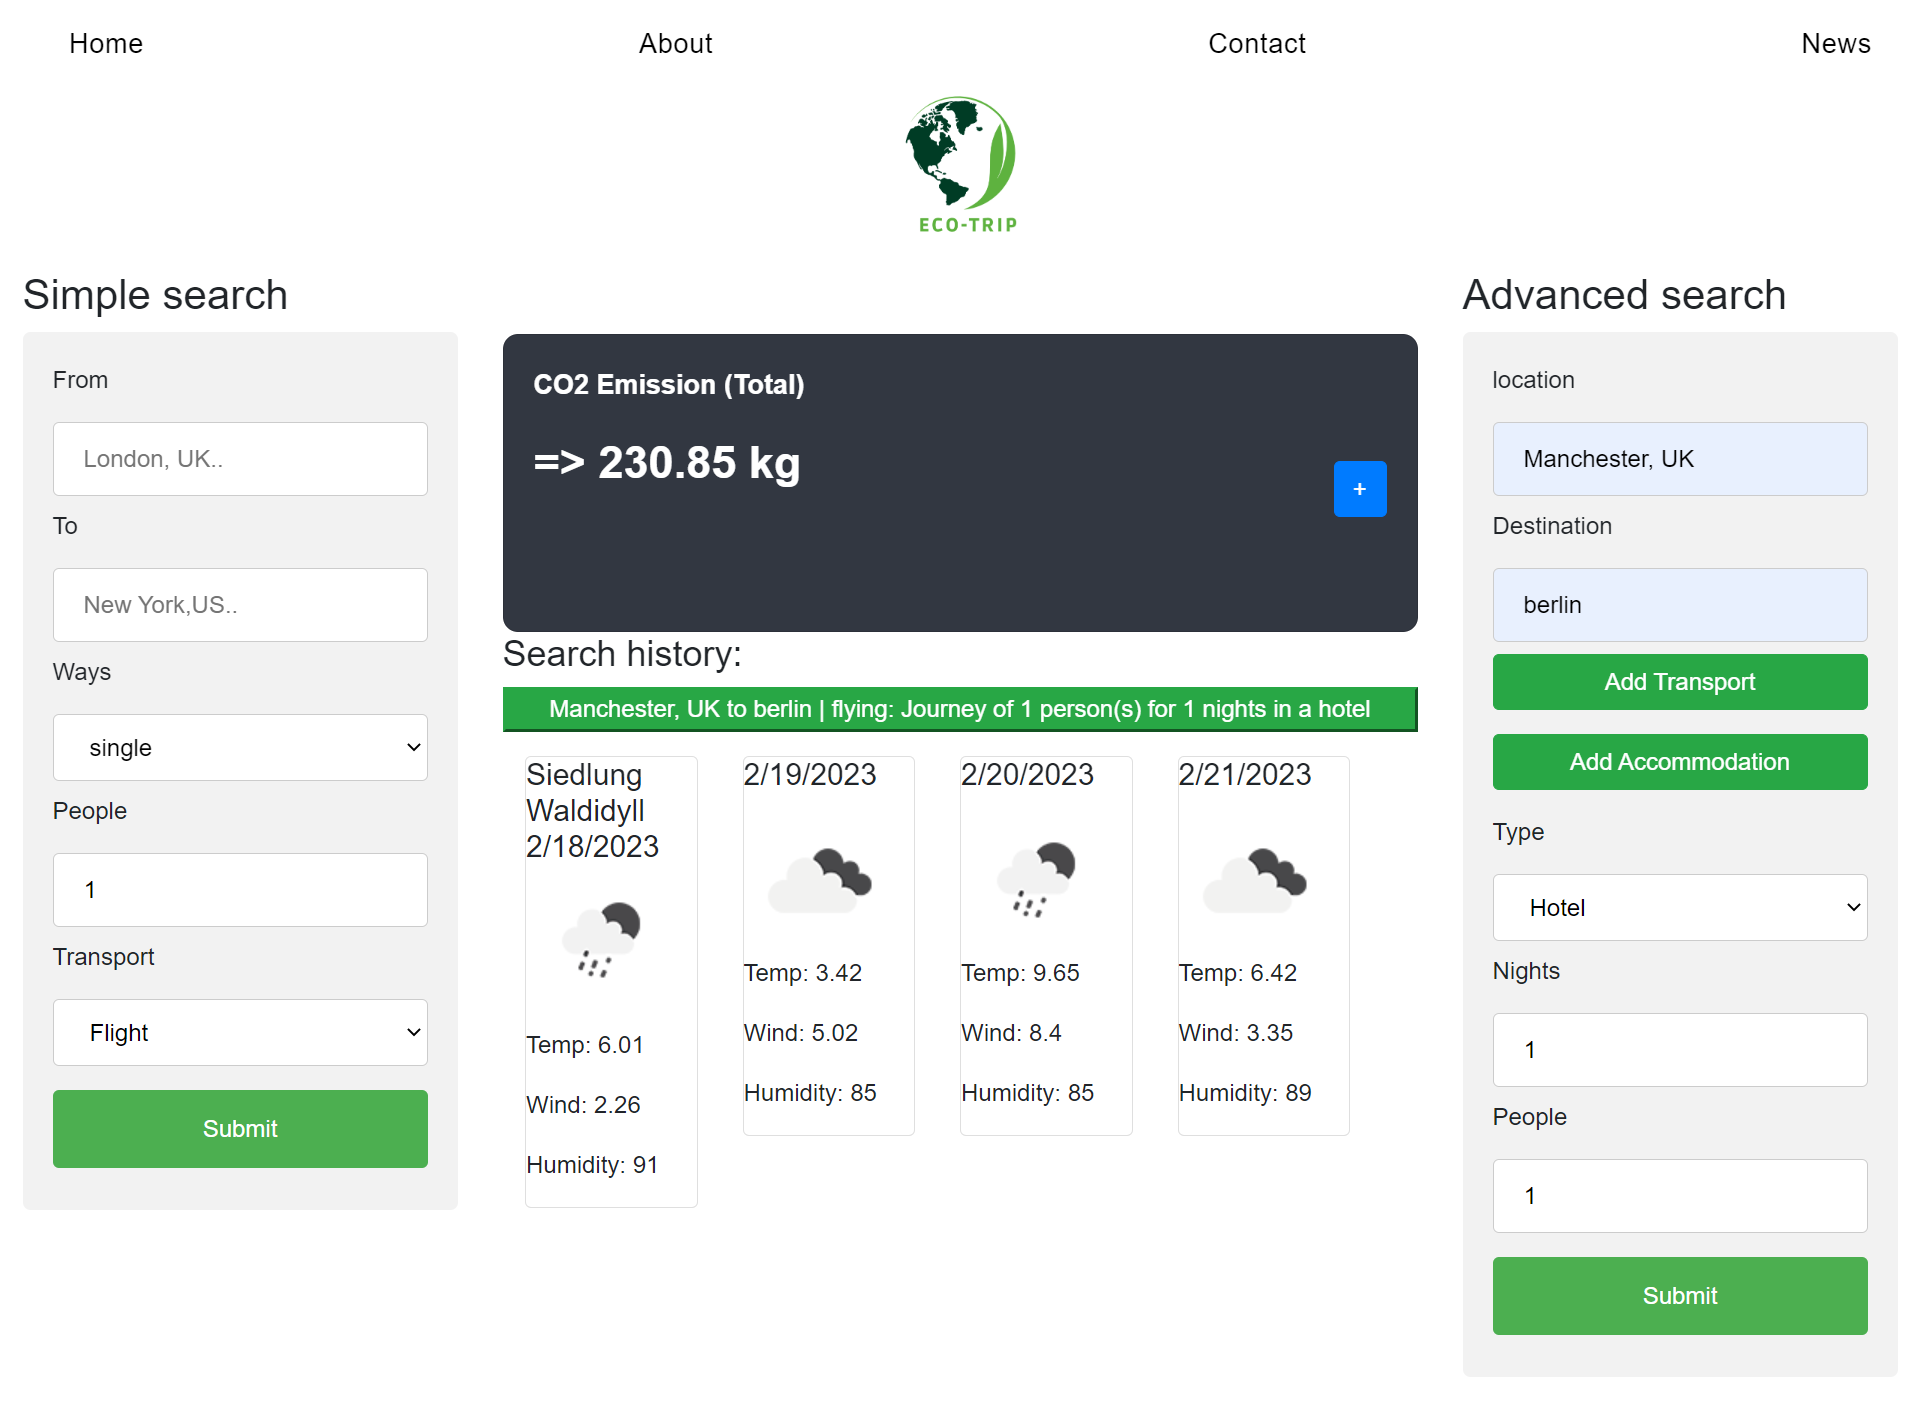 Home
About
Contact
News
ECO-TRIP
Simple search
From
London, UK..
To
New York,US..
Ways
single
People
1
Transport
Flight
Submit
CO2 Emission (Total)
=> 230.85 kg
+
Search history:
Manchester, UK to berlin | flying: Journey of 1 person(s) for 1 nights in a hotel
Siedlung
Waldidyll
2/18/2023
Temp: 6.01
Wind: 2.26
Humidity: 91
2/19/2023
Temp: 3.42
Wind: 5.02
Humidity: 85
2/20/2023
Temp: 9.65
Wind: 8.4
Humidity: 85
2/21/2023
Temp: 6.42
Wind: 3.35
Humidity: 89
Advanced search
location
Manchester, UK
Destination
berlin
Add Transport
Add Accommodation
Type
Hotel
Nights
1
People
1
Submit